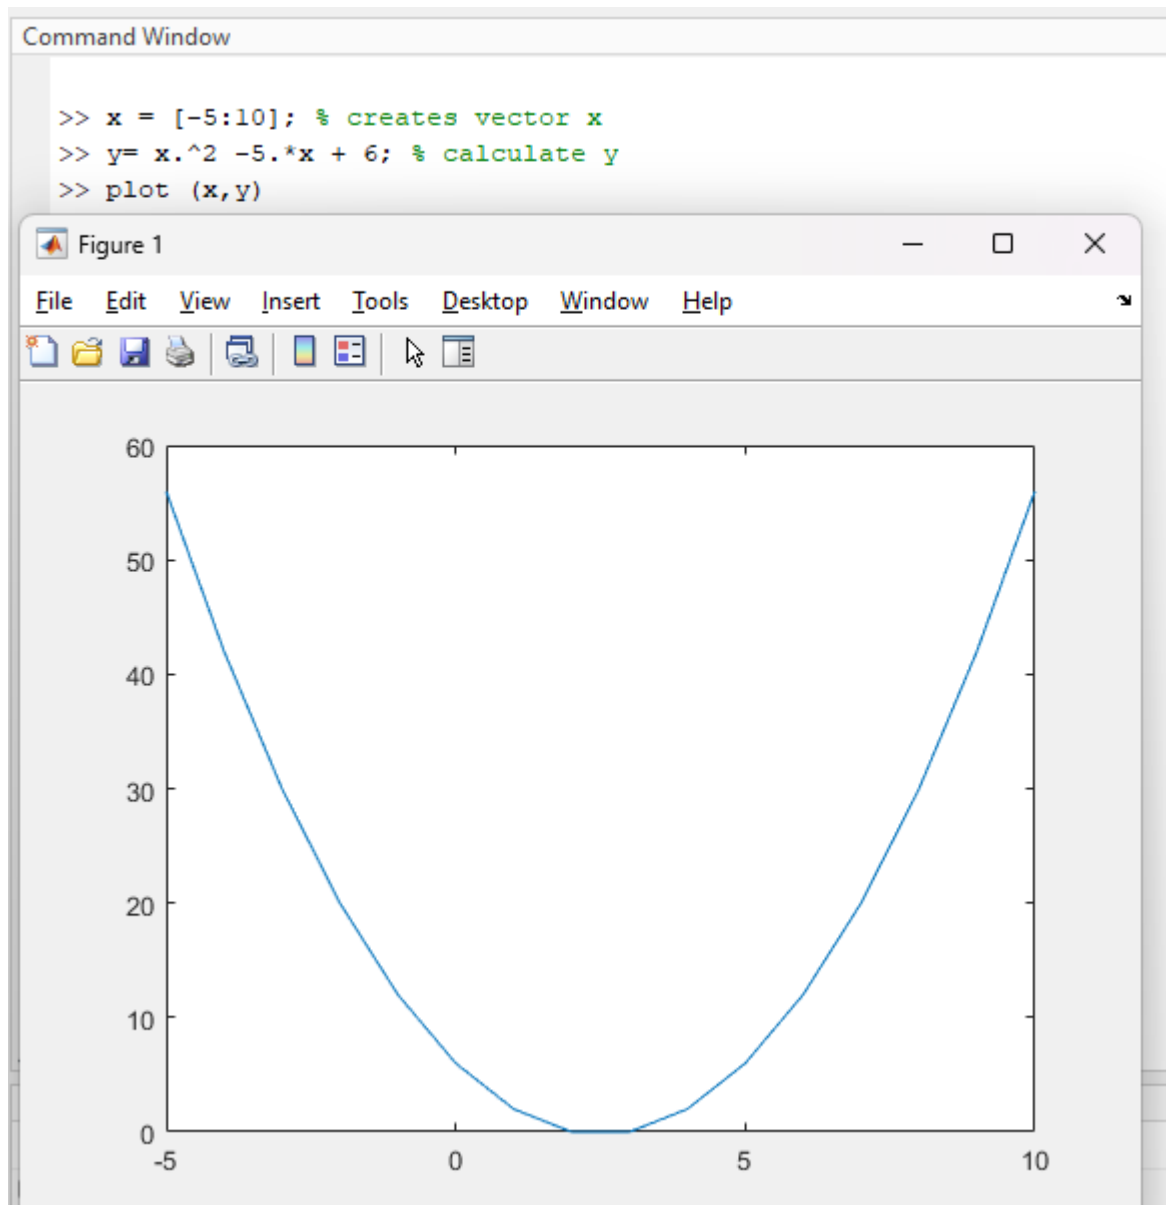 Command Window
>> x = [-5:10]; % creates vector x
>> y= x.^2 -5.*x + 6; % calculate y
>> plot (x,y)
Figure 1
File Edit View Insert Tools Desktop Window Help
60
50
40
30
20
10
0
-5 0 5 10